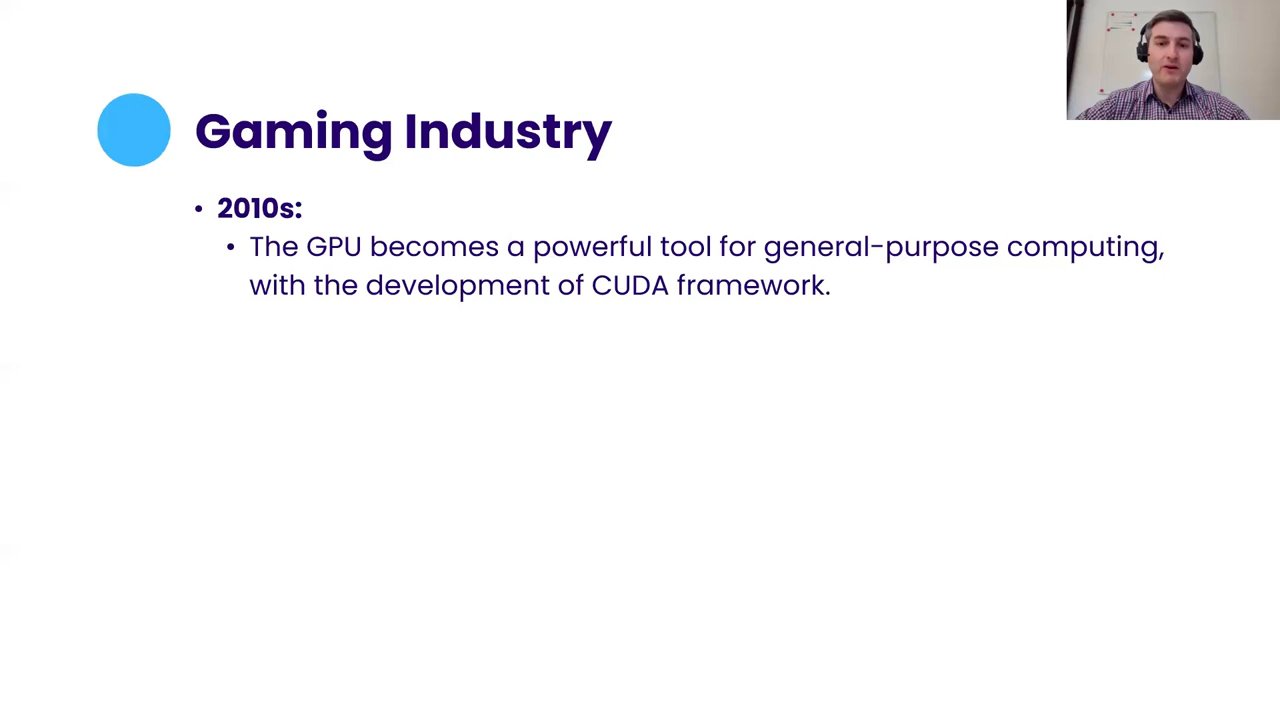 Gaming Industry
• 2010s:
• The GPU becomes a powerful tool for general-purpose computing,
with the development of CUDA framework.